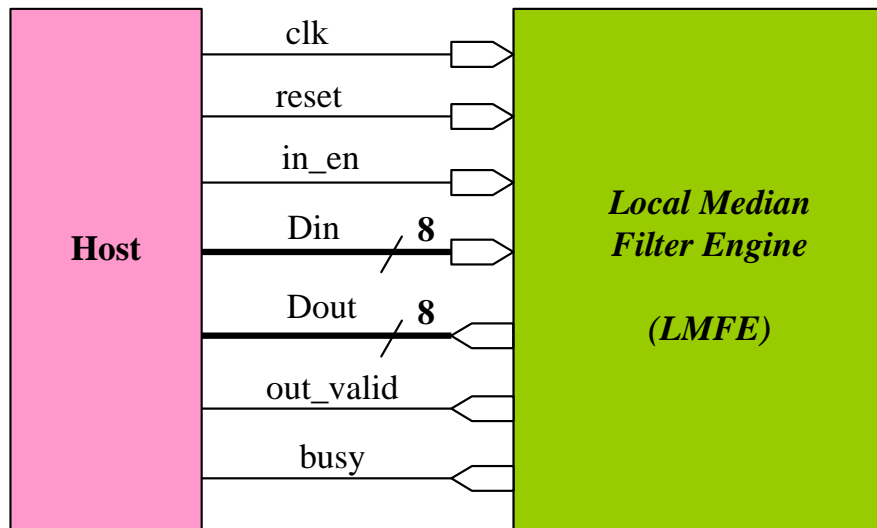 clk
reset
in_en
Din
8
Dout
8
out_valid
busy
Host
Local Median
Filter Engine
(LMFE)